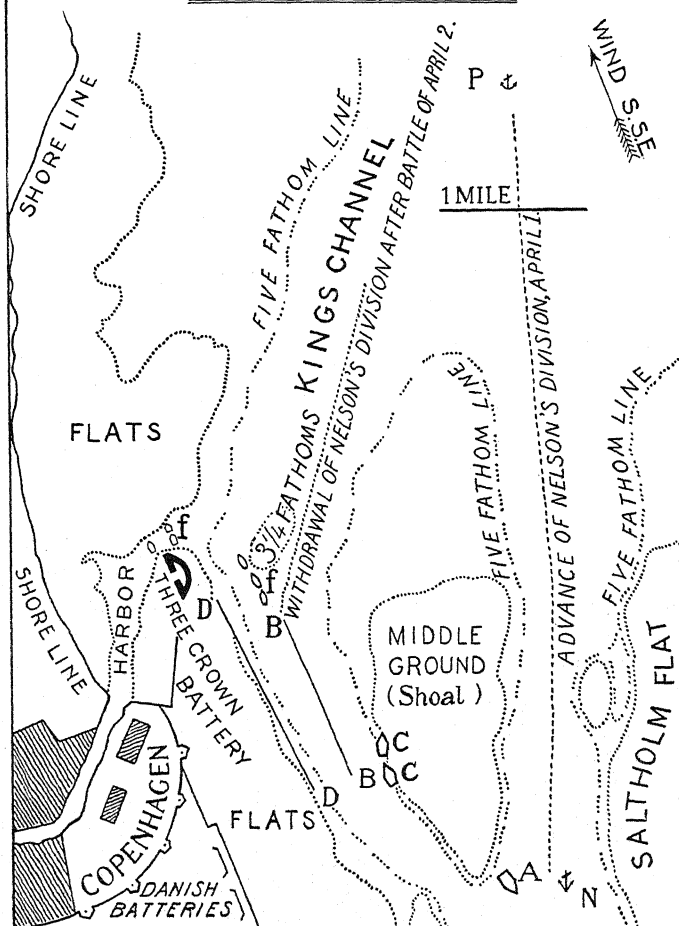 SHORE LINE
FIVE FATHOM LINE
3¼ FATHOMS KINGS CHANNEL
WITHDRAWAL OF NELSON'S DIVISION AFTER BATTLE OF APRIL 2.
P
WIND S.SE
1 MILE
ADVANCE OF NELSON'S DIVISION, APRIL 1.
FIVE FATHOM LINE
FIVE FATHOM LINE
FLATS
f
f
SHORE LINE
HARBOR
THREE CROWN
BATTERY
D
B
MIDDLE
GROUND
(Shoal)
C
C
B
D
SALTHOLM FLAT
COPENHAGEN
FLATS
A
N
DANISH
BATTERIES